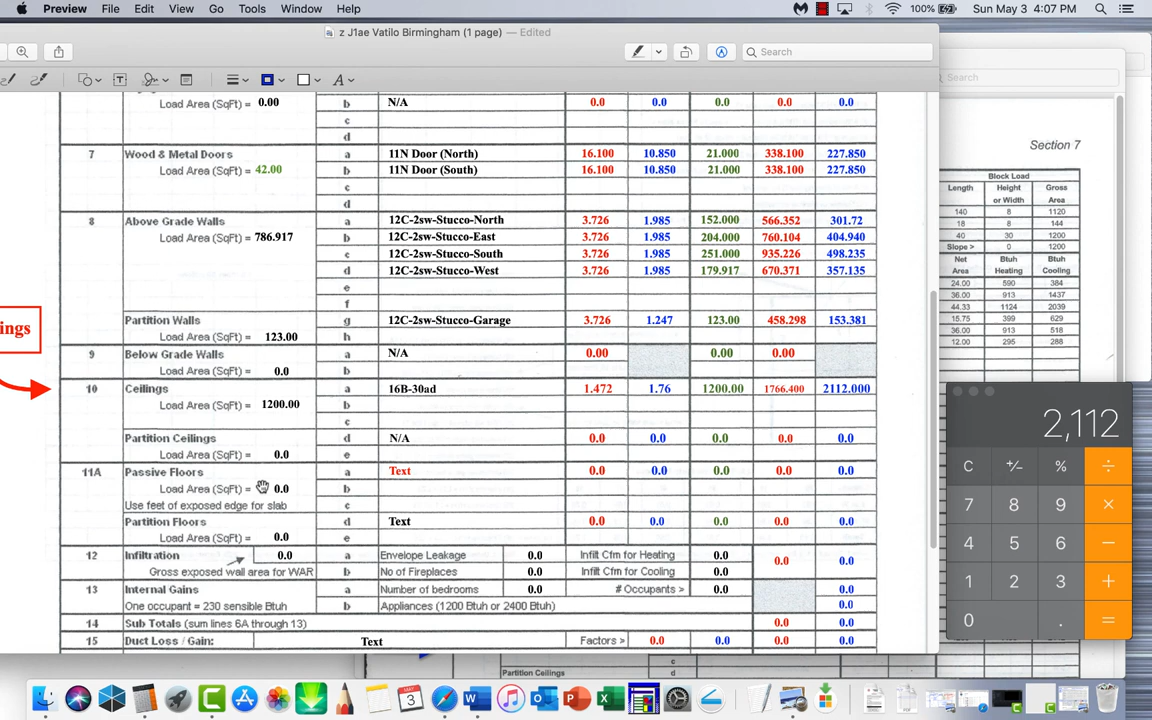 Preview File Edit View Go Tools Window Help 100% Sun May 3 4:07 PM
z J1ae Vatilo Birmingham (1 page) — Edited
Search
Search
Load Area (SqFt) = 0.00 b N/A 0.0 0.0 0.0 0.0 0.0
c
d
7 Wood & Metal Doors a 11N Door (North) 16.100 10.850 21.000 338.100 227.850
Load Area (SqFt) = 42.00 b 11N Door (South) 16.100 10.850 21.000 338.100 227.850
c
d
8 Above Grade Walls a 12C-2sw-Stucco-North 3.726 1.985 152.000 566.352 301.72
Load Area (SqFt) = 786.917 b 12C-2sw-Stucco-East 3.726 1.985 204.000 760.104 404.940
c 12C-2sw-Stucco-South 3.726 1.985 251.000 935.226 498.235
d 12C-2sw-Stucco-West 3.726 1.985 179.917 670.371 357.135
e
f
Partition Walls g 12C-2sw-Stucco-Garage 3.726 1.247 123.00 458.298 153.381
Load Area (SqFt) = 123.00 h
9 Below Grade Walls a N/A 0.00 0.00 0.00
Load Area (SqFt) = 0.0 b
ings
10 Ceilings a 16B-30ad 1.472 1.76 1200.00 1766.400 2112.000
Load Area (SqFt) = 1200.00 b
c
Partition Ceilings d N/A 0.0 0.0 0.0 0.0 0.0
Load Area (SqFt) = 0.0 e
11A Passive Floors a Text 0.0 0.0 0.0 0.0 0.0
Load Area (SqFt) = 0.0 b
Use feet of exposed edge for slab c
Partition Floors d Text 0.0 0.0 0.0 0.0 0.0
Load Area (SqFt) = 0.0 e
12 Infiltration 0.0 a Envelope Leakage 0.0 Infilt Cfm for Heating 0.0 0.0 0.0
Gross exposed wall area for WAR b No of Fireplaces 0.0 Infilt Cfm for Cooling 0.0
13 Internal Gains a Number of bedrooms 0.0 # Occupants > 0.0 0.0
One occupant = 230 sensible Btuh b Appliances (1200 Btuh or 2400 Btuh) 0.0
14 Sub Totals (sum lines 6A through 13) 0.0 0.0
15 Duct Loss / Gain: Text Factors > 0.0 0.0 0.0 0.0
Section 7
Block Load
Length Height or Width Gross Area
140 8 1120
18 8 144
40 30 1200
Slope > 0 1200
Net Area Btuh Heating Btuh Cooling
24.00 590 384
36.00 913 1437
44.33 1124 2039
15.75 399 629
36.00 913 518
12.00 295 288
2,112
C +/- % ÷
7 8 9 ×
4 5 6 −
1 2 3 +
0 . =
Partition Ceilings
c
d
e
MAY
3